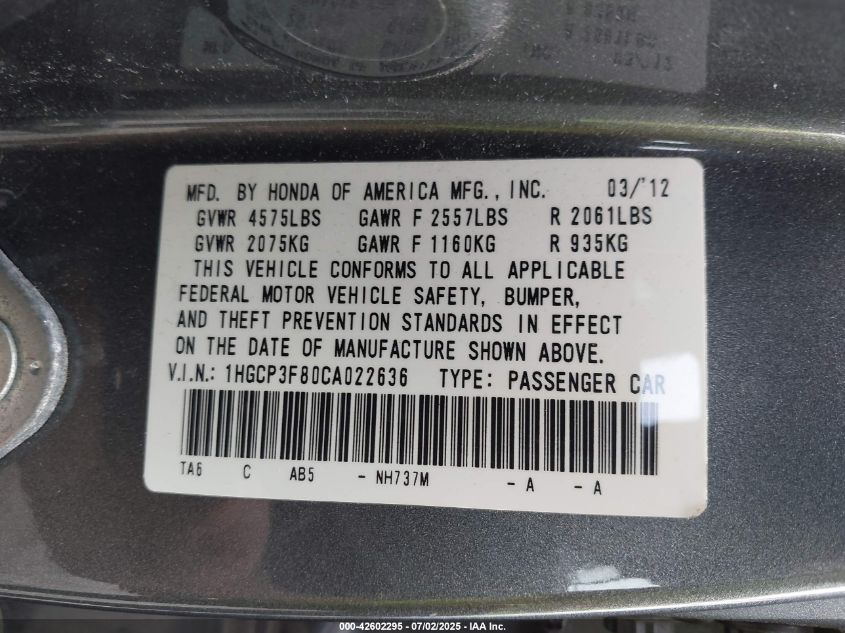 MFD. BY HONDA OF AMERICA MFG., INC. 03/'12
GVWR 4575LBS GAWR F 2557LBS R 2061LBS
GVWR 2075KG GAWR F 1160KG R 935KG
THIS VEHICLE CONFORMS TO ALL APPLICABLE
FEDERAL MOTOR VEHICLE SAFETY, BUMPER,
AND THEFT PREVENTION STANDARDS IN EFFECT
ON THE DATE OF MANUFACTURE SHOWN ABOVE.
V.I.N.: 1HGCP3F80CA022636 TYPE: PASSENGER CAR
TA6 C AB5 - NH737M - A - A
000-42602295 - 07/02/2025 - IAA Inc.